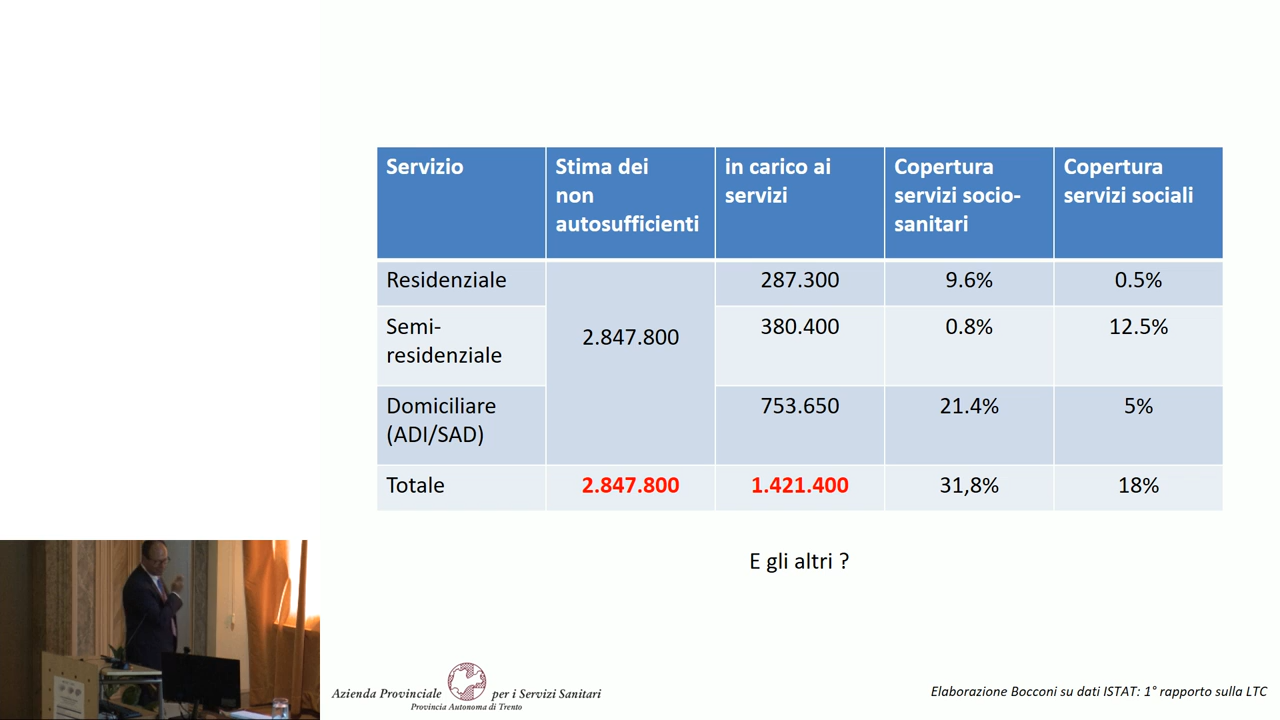 Servizio
Stima dei
non
autosufficienti
in carico ai
servizi
Copertura
servizi socio-
sanitari
Copertura
servizi sociali
Residenziale
2.847.800
287.300
9.6%
0.5%
Semi-
residenziale
380.400
0.8%
12.5%
Domiciliare
(ADI/SAD)
753.650
21.4%
5%
Totale
2.847.800
1.421.400
31,8%
18%
E gli altri ?
Azienda Provinciale per i Servizi Sanitari
Provincia Autonoma di Trento
Elaborazione Bocconi su dati ISTAT: 1° rapporto sulla LTC